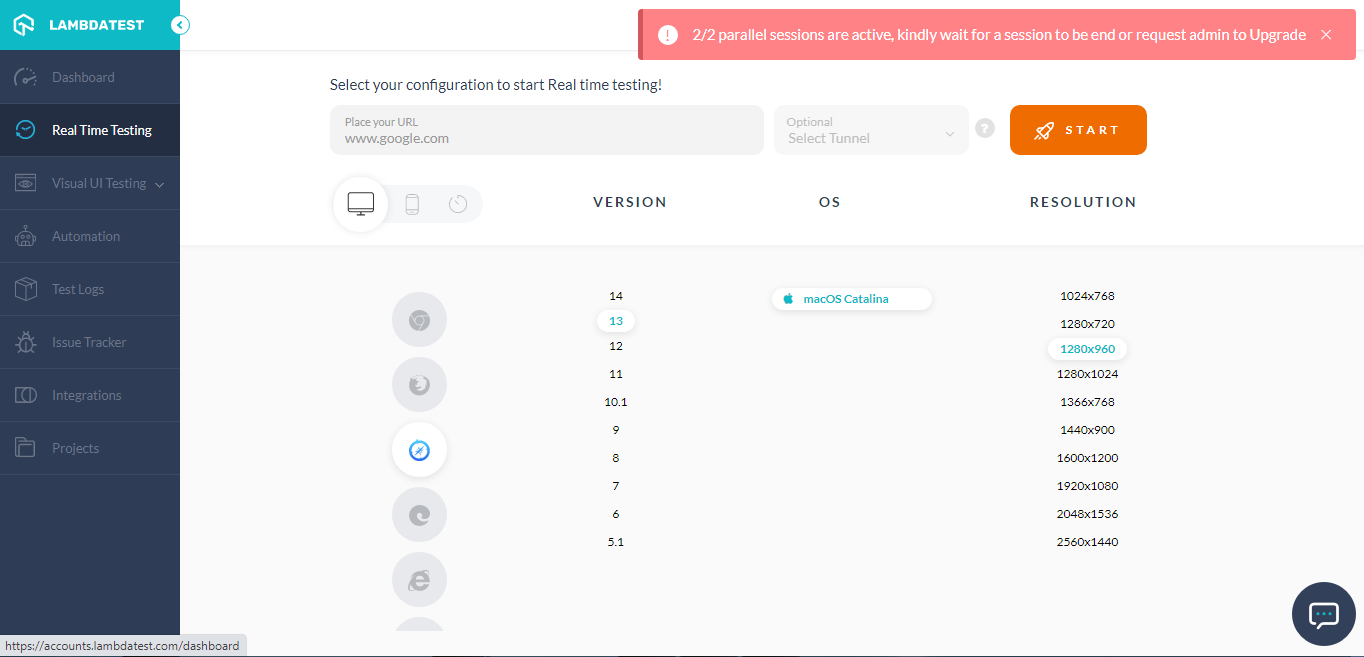 LAMBDATEST
2/2 parallel sessions are active, kindly wait for a session to be end or request admin to Upgrade
Dashboard
Real Time Testing
Visual UI Testing
Automation
Test Logs
Issue Tracker
Integrations
Projects
Select your configuration to start Real time testing!
Place your URL
www.google.com
Optional
Select Tunnel
?
START
VERSION
OS
RESOLUTION
14
13
12
11
10.1
9
8
7
6
5.1
macOS Catalina
1024x768
1280x720
1280x960
1280x1024
1366x768
1440x900
1600x1200
1920x1080
2048x1536
2560x1440
https://accounts.lambdatest.com/dashboard